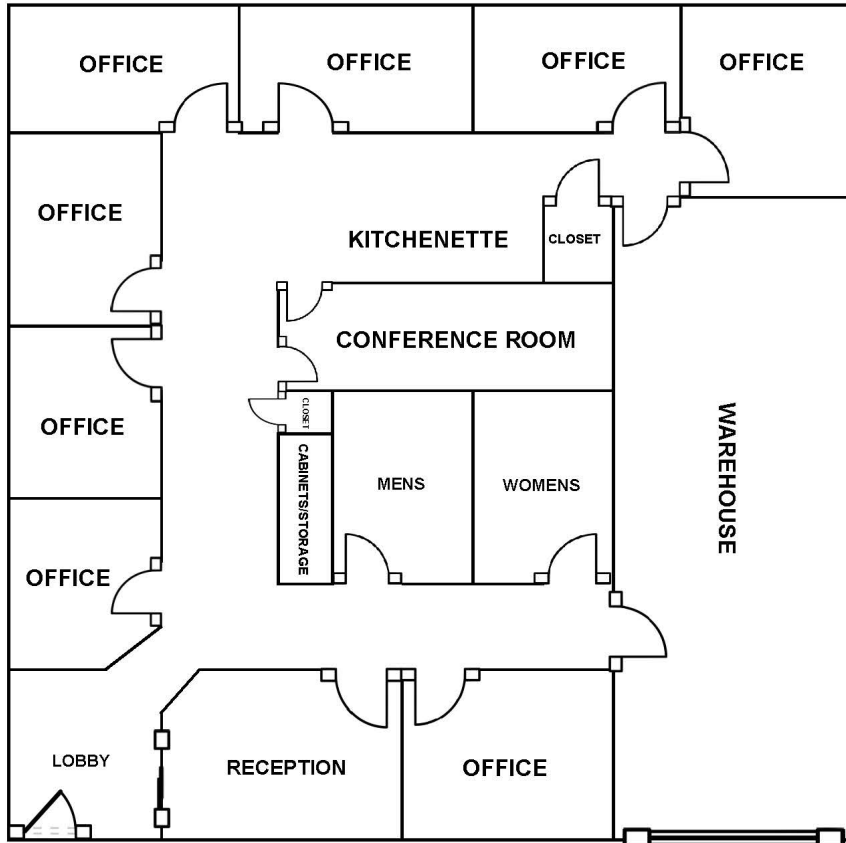 OFFICE
OFFICE
OFFICE
OFFICE
OFFICE
KITCHENETTE
CLOSET
CONFERENCE ROOM
OFFICE
CLOSET
CABINETS/STORAGE
MENS
WOMENS
WAREHOUSE
OFFICE
LOBBY
RECEPTION
OFFICE